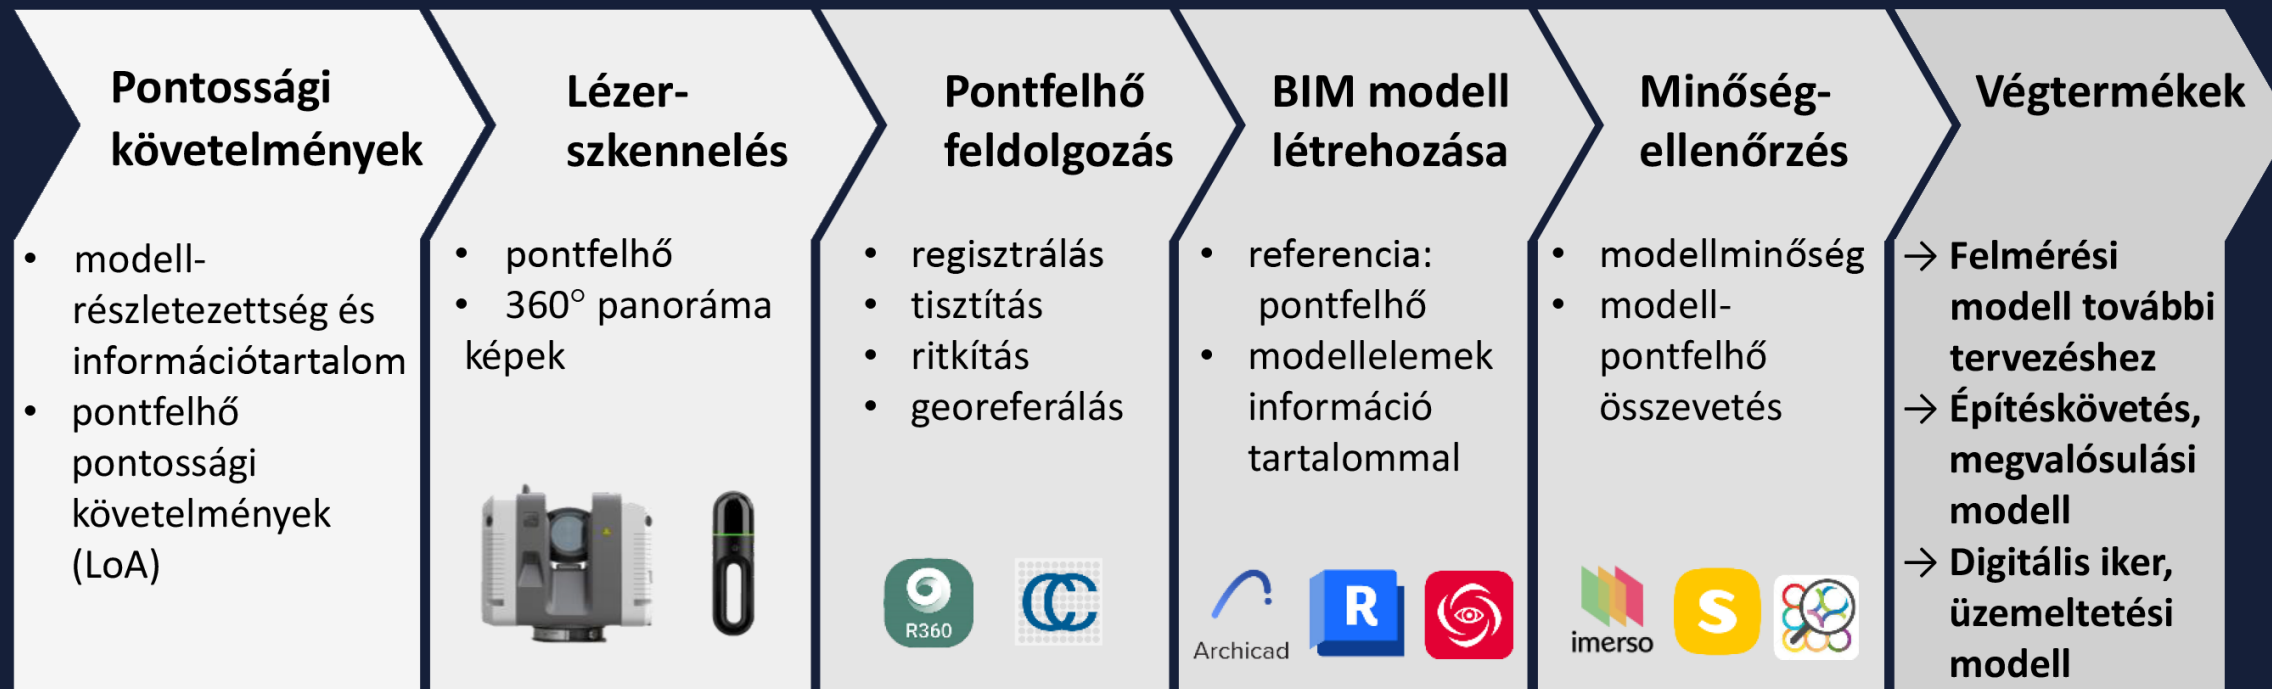 Pontossági
követelmények
• modell-
részletezettség és
információtartalom
• pontfelhő
pontossági
követelmények
(LoA)
Lézer-
szkennelés
• pontfelhő
• 360° panoráma
képek
Pontfelhő
feldolgozás
• regisztrálás
• tisztítás
• ritkítás
• georeferálás
R360
CC
BIM modell
létrehozása
• referencia:
pontfelhő
• modellelemek
információ
tartalommal
Archicad
R
Minőség-
ellenőrzés
• modellminőség
• modell-
pontfelhő
összevetés
imerso
S
Végtermékek
→ Felmérési
modell további
tervezéshez
→ Építéskövetés,
megvalósulási
modell
→ Digitális iker,
üzemeltetési
modell